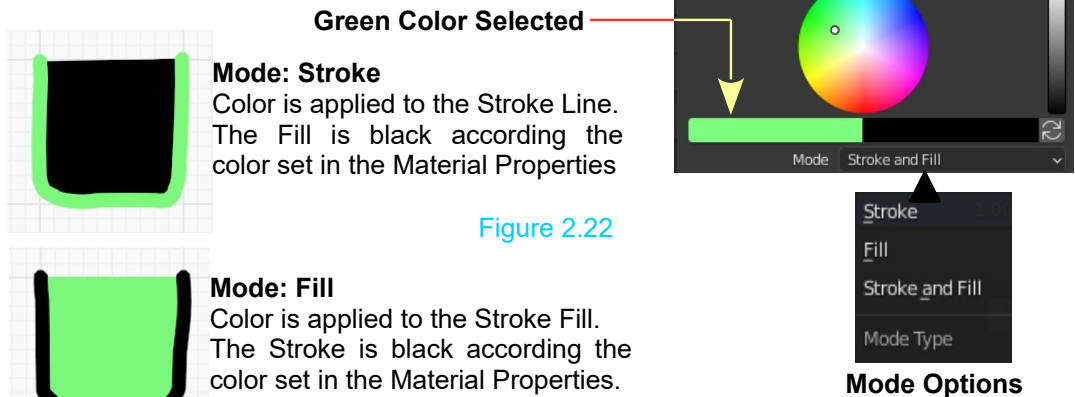 Green Color Selected
Mode: Stroke
Color is applied to the Stroke Line.
The Fill is black according the
color set in the Material Properties
Mode Stroke and Fill
Figure 2.22
Stroke 1.00
Fill
Stroke and Fill
Mode Type
Mode Options
Mode: Fill
Color is applied to the Stroke Fill.
The Stroke is black according the
color set in the Material Properties.